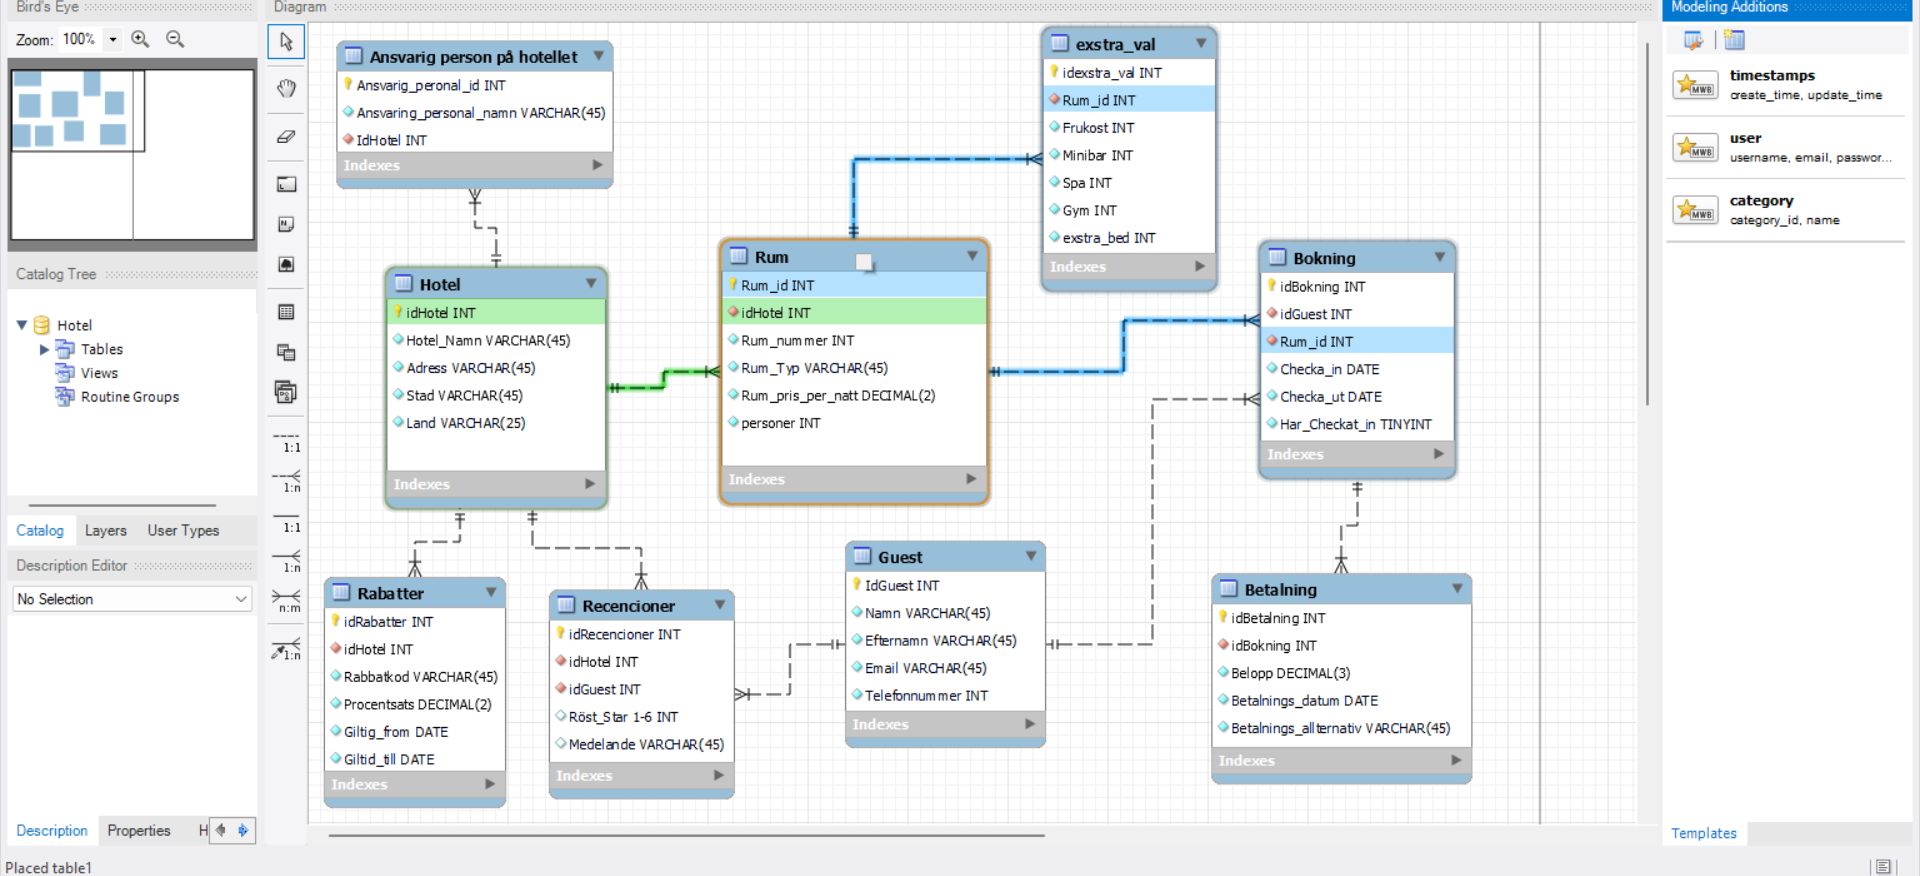 Bird's Eye
Zoom: 100%
Catalog Tree
Hotel
Tables
Views
Routine Groups
Catalog Layers User Types
Description Editor
No Selection
Description Properties H
Placed table1
Diagram
1:1
1:n
1:1
1:n
n:m
1:n
Ansvarig person på hotellet
Ansvarig_peronal_id INT
Ansvaring_personal_namn VARCHAR(45)
IdHotel INT
Indexes
exstra_val
idexstra_val INT
Rum_id INT
Frukost INT
Minibar INT
Spa INT
Gym INT
exstra_bed INT
Indexes
Hotel
idHotel INT
Hotel_Namn VARCHAR(45)
Adress VARCHAR(45)
Stad VARCHAR(45)
Land VARCHAR(25)
Indexes
Rum
Rum_id INT
idHotel INT
Rum_nummer INT
Rum_Typ VARCHAR(45)
Rum_pris_per_natt DECIMAL(2)
personer INT
Indexes
Bokning
idBokning INT
idGuest INT
Rum_id INT
Checka_in DATE
Checka_ut DATE
Har_Checkat_in TINYINT
Indexes
Rabatter
idRabatter INT
idHotel INT
Rabbatkod VARCHAR(45)
Procentsats DECIMAL(2)
Giltig_from DATE
Giltid_till DATE
Indexes
Recencioner
idRecencioner INT
idHotel INT
idGuest INT
Röst_Star 1-6 INT
Medelande VARCHAR(45)
Indexes
Guest
IdGuest INT
Namn VARCHAR(45)
Efternamn VARCHAR(45)
Email VARCHAR(45)
Telefonnummer INT
Indexes
Betalning
idBetalning INT
idBokning INT
Belopp DECIMAL(3)
Betalnings_datum DATE
Betalnings_allternativ VARCHAR(45)
Indexes
Modeling Additions
MWB
timestamps
create_time, update_time
MWB
user
username, email, passwor...
MWB
category
category_id, name
Templates